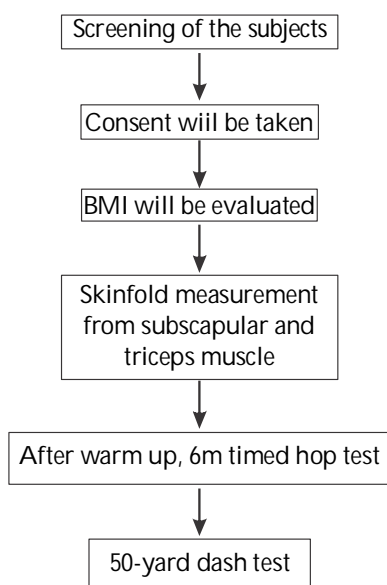 Screening of the subjects
Consent wiil be taken
BMI will be evaluated
Skinfold measurement
from subscapular and
triceps muscle
After warm up, 6m timed hop test
50-yard dash test